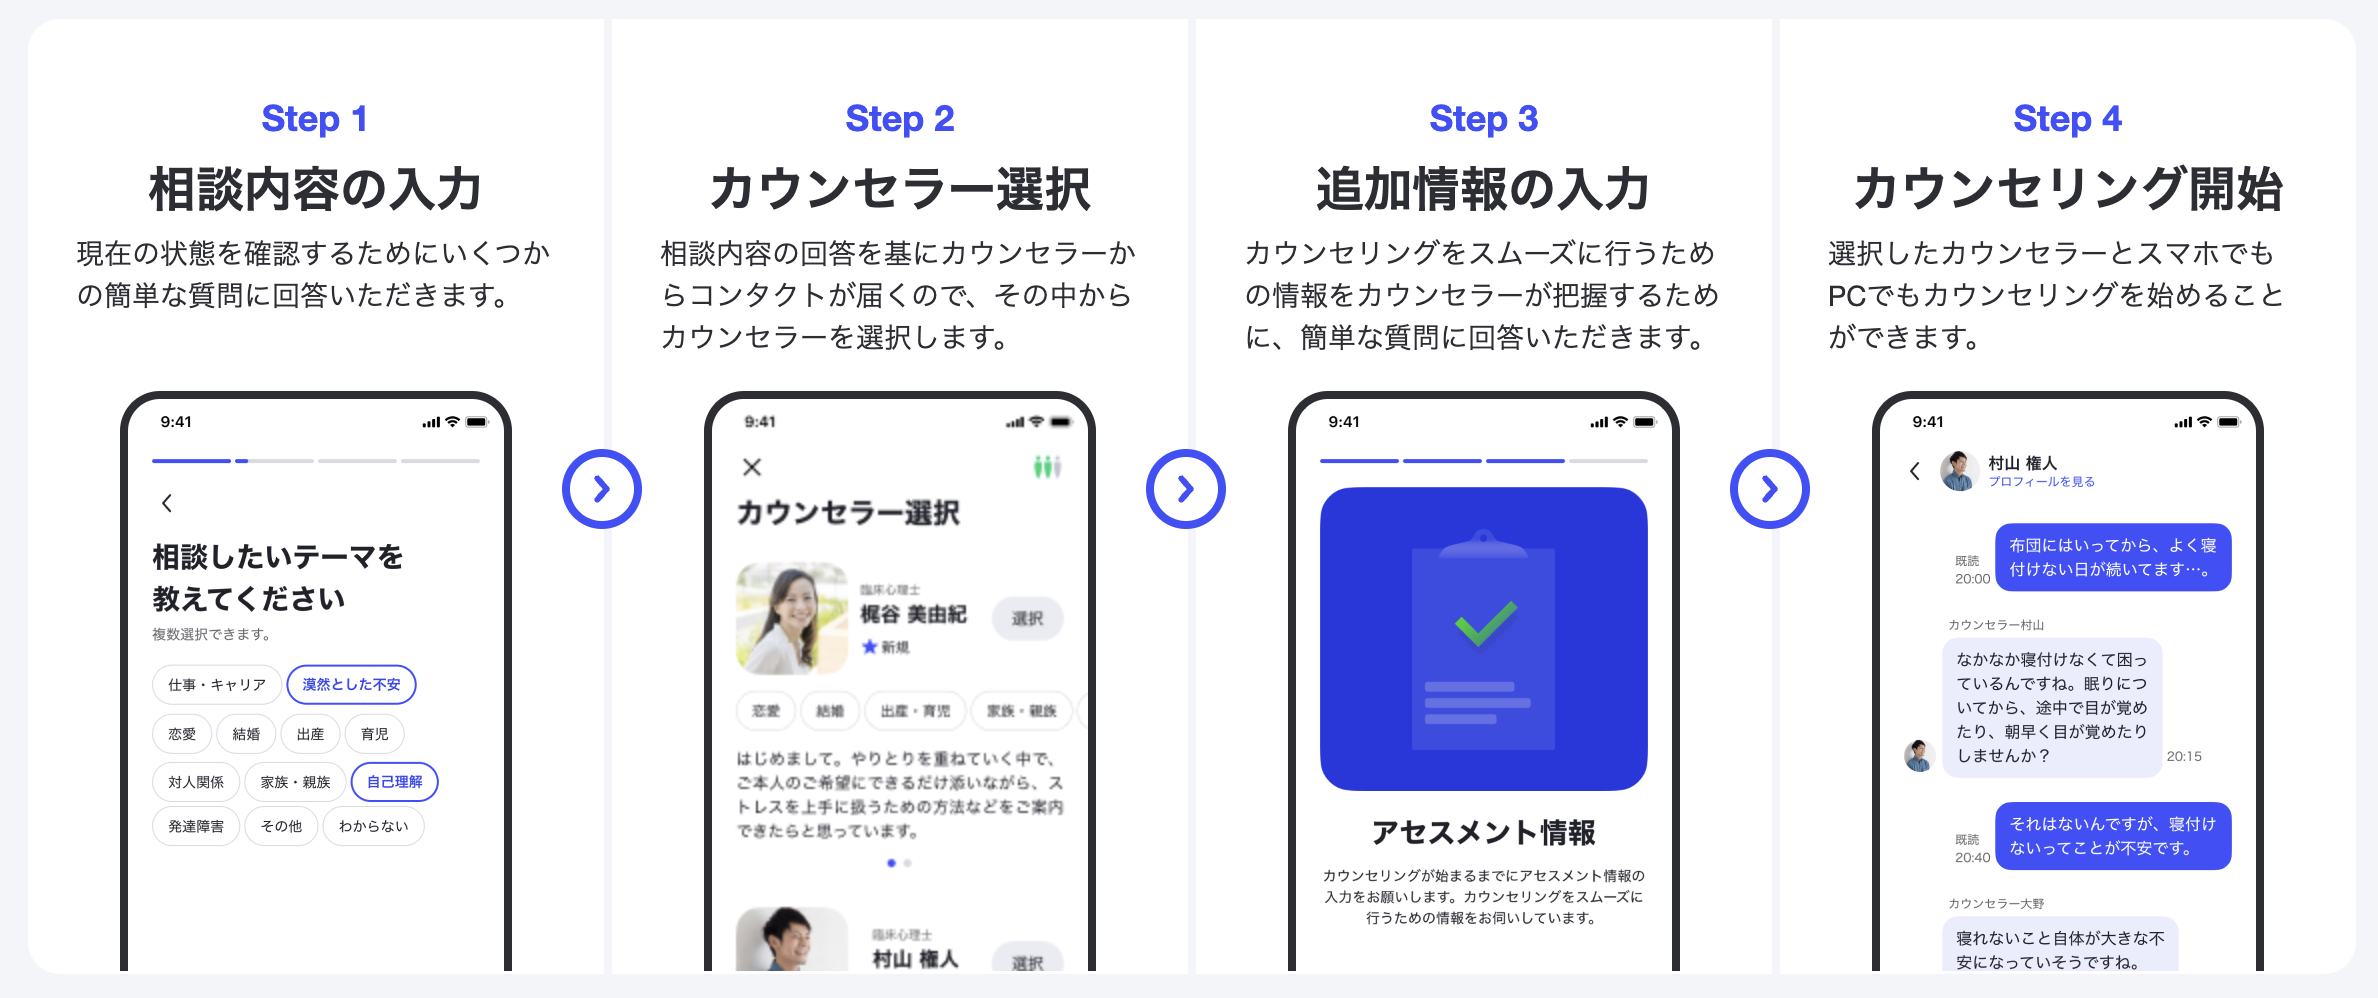 Step 1
相談内容の入力
現在の状態を確認するためにいくつか
の簡単な質問に回答いただきます。
9:41
相談したいテーマを
教えてください
複数選択できます。
仕事・キャリア 漠然とした不安
恋愛 結婚 出産 育児
対人関係 家族・親族 自己理解
発達障害 その他 わからない
Step 2
カウンセラー選択
相談内容の回答を基にカウンセラーか
らコンタクトが届くので、その中から
カウンセラーを選択します。
9:41
カウンセラー選択
臨床心理士
梶谷 美由紀
新規
選択
恋愛 結婚 出産・育児 家族・親族
はじめまして。やりとりを重ねていく中で、
ご本人のご希望にできるだけ添いながら、ス
トレスを上手に扱うための方法などをご案内
できたらと思っています。
臨床心理士
村山 権人
選択
Step 3
追加情報の入力
カウンセリングをスムーズに行うため
の情報をカウンセラーが把握するため
に、簡単な質問に回答いただきます。
9:41
アセスメント情報
カウンセリングが始まるまでにアセスメント情報の
入力をお願いします。カウンセリングをスムーズに
行うための情報をお伺いしています。
Step 4
カウンセリング開始
選択したカウンセラーとスマホでも
PCでもカウンセリングを始めること
ができます。
9:41
村山 権人
プロフィールを見る
布団にはいってから、よく寝
付けない日が続いてます…。
既読
20:00
カウンセラー村山
なかなか寝付けなくて困っ
ているんですね。眠りにつ
いてから、途中で目が覚め
たり、朝早く目が覚めたり
しませんか？
20:15
それはないんですが、寝付け
ないってことが不安です。
既読
20:40
カウンセラー大野
寝れないこと自体が大きな不
安になっていそうですね。